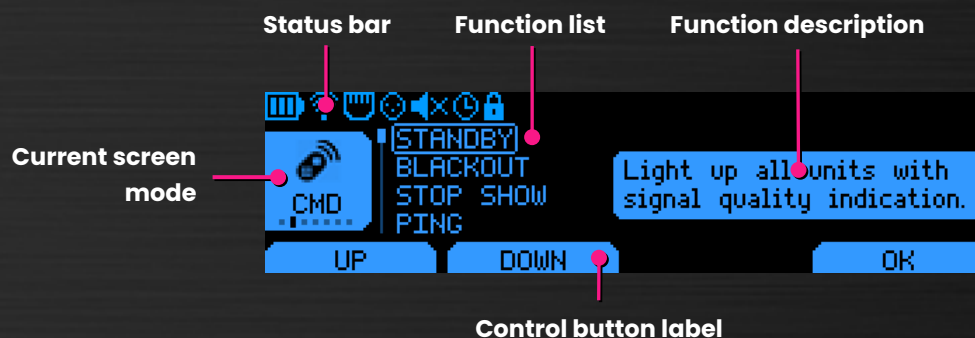 Status bar
Function list
Function description
Current screen
mode
CMD
STANDBY
BLACKOUT
STOP SHOW
PING
Light up all units with
signal quality indication.
UP
DOWN
OK
Control button label